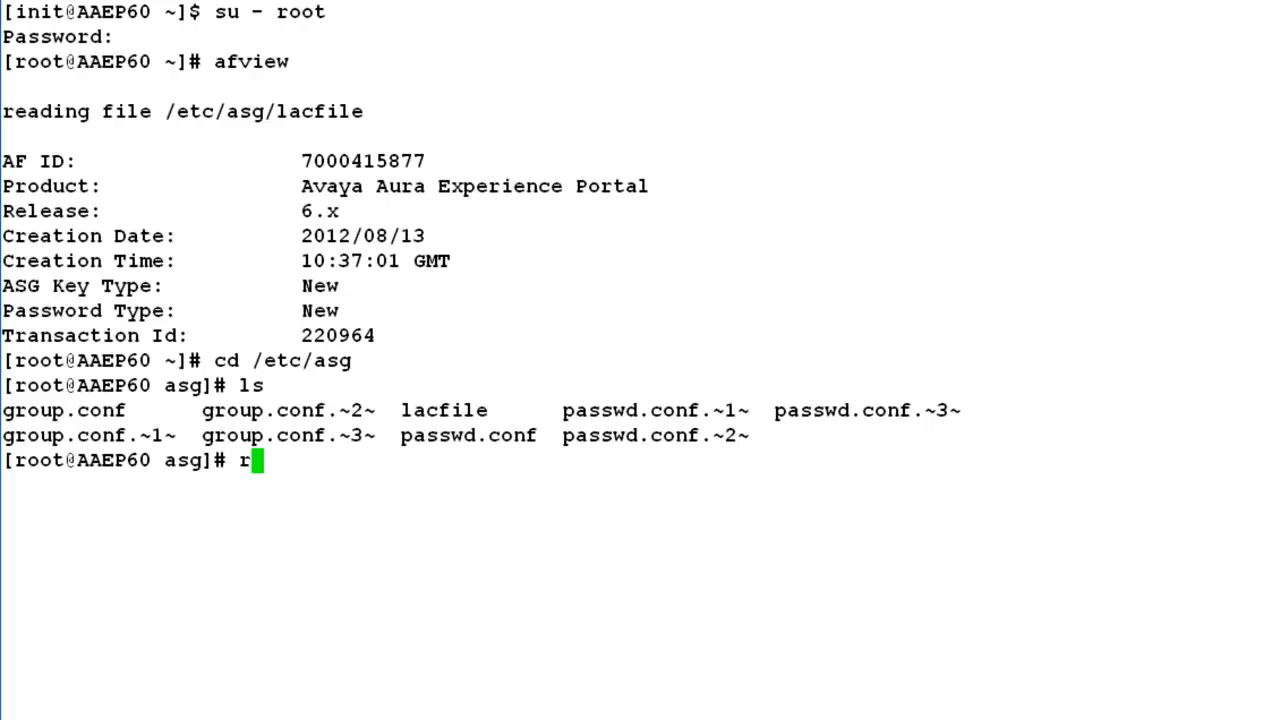 [init@AAEP60 ~]$ su - root
Password:
[root@AAEP60 ~]# afview
reading file /etc/asg/lacfile
AF ID: 7000415877
Product: Avaya Aura Experience Portal
Release: 6.x
Creation Date: 2012/08/13
Creation Time: 10:37:01 GMT
ASG Key Type: New
Password Type: New
Transaction Id: 220964
[root@AAEP60 ~]# cd /etc/asg
[root@AAEP60 asg]# ls
group.conf group.conf.~2~ lacfile passwd.conf.~1~ passwd.conf.~3~
group.conf.~1~ group.conf.~3~ passwd.conf passwd.conf.~2~
[root@AAEP60 asg]# r